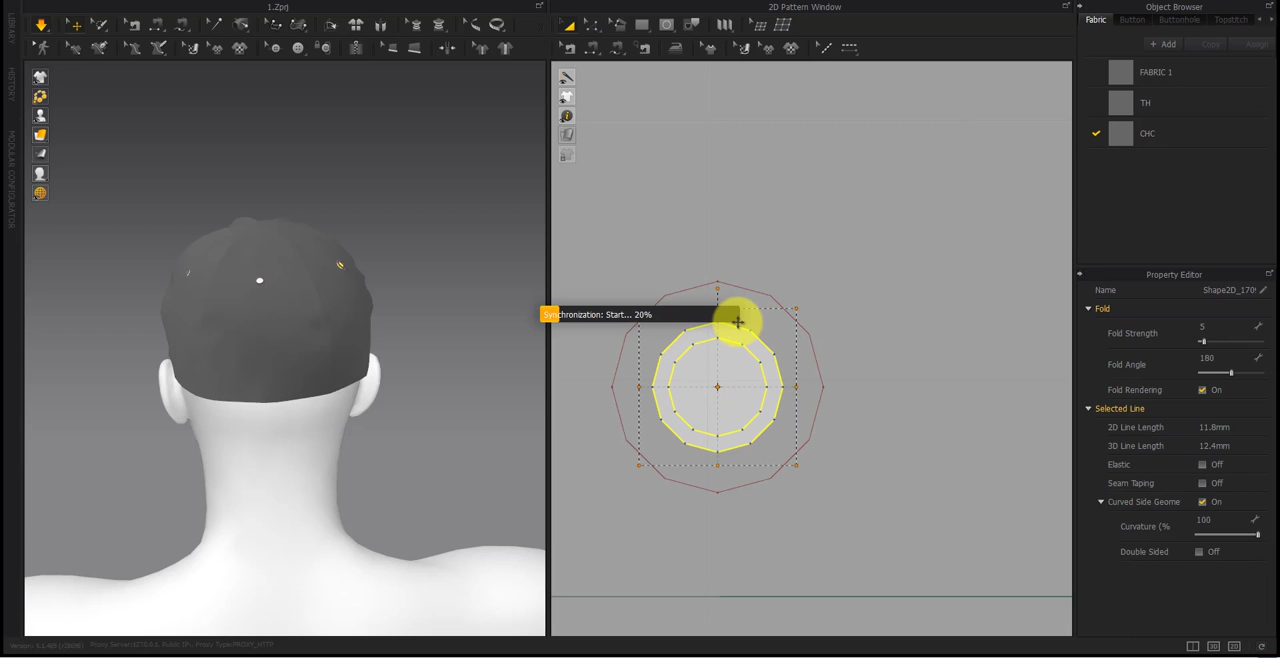 1.Zprj
2D Pattern Window
Object Browser
LIBRARY
HISTORY
MODULAR CONFIGURATOR
Fabric
Button
Buttonhole
Topstitch
+ Add
Copy
Assign
FABRIC 1
TH
CHC
Synchronization: Start... 20%
Property Editor
Name
Shape2D_170
Fold
Fold Strength
5
Fold Angle
180
Fold Rendering
On
Selected Line
2D Line Length
11.8mm
3D Line Length
12.4mm
Elastic
Off
Seam Taping
Off
Curved Side Geome
On
Curvature (%
100
Double Sided
Off
3D
2D